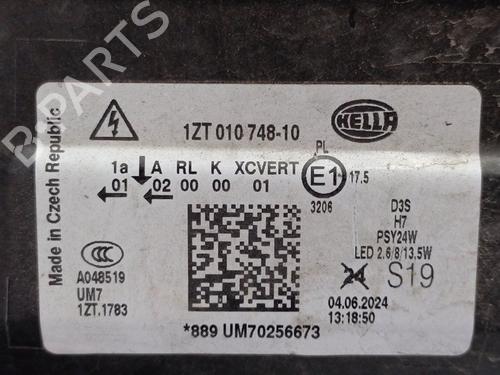 1ZT 010 748-10
HELLA
Made in Czech Republic
1a A RL K XCVERT
01 02 00 00 01
PL
E1 17.5
3206
D3S
H7
PSY24W
LED 2.6/8/13.5W
24 S19
CCC
A048519
UM7
1ZT.1783
04.06.2024
13:18:50
*889 UM70256673
B-PARTS